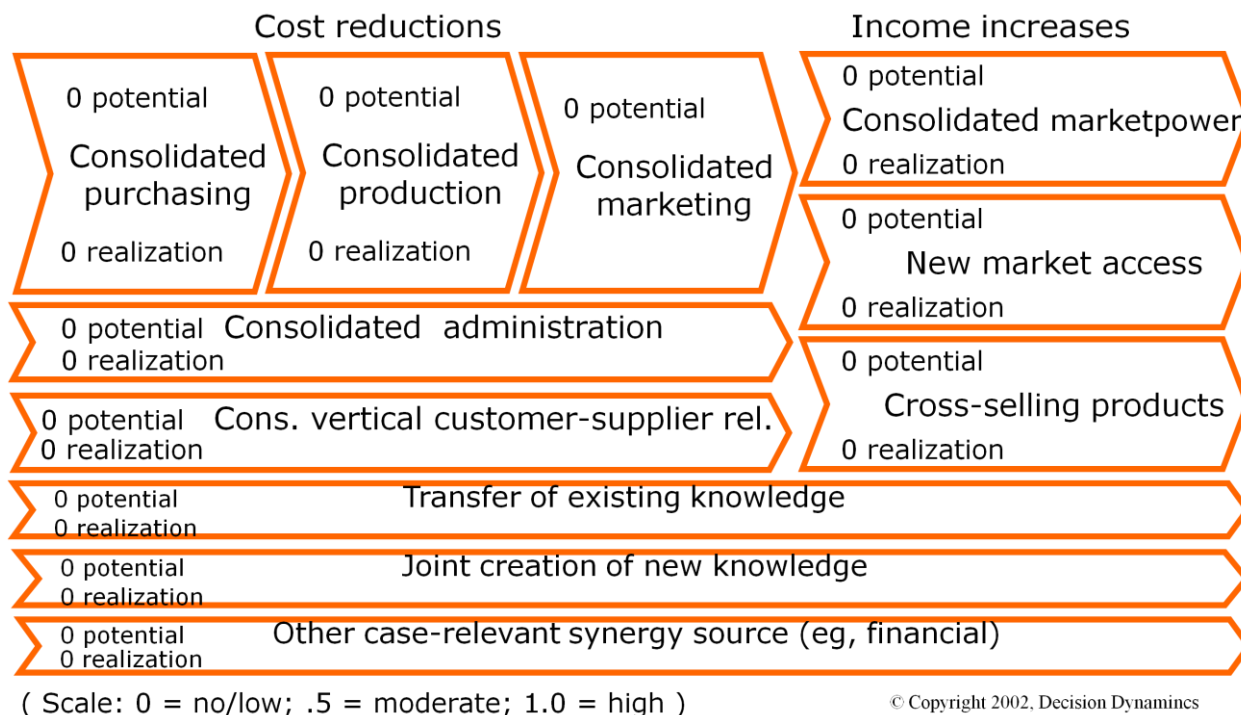 Cost reductions
Income increases
0 potential
Consolidated
purchasing
0 realization
0 potential
Consolidated
production
0 realization
0 potential
Consolidated
marketing
0 potential
Consolidated marketpower
0 realization
0 potential
New market access
0 realization
0 potential
Cross-selling products
0 realization
0 potential Consolidated administration
0 realization
0 potential Cons. vertical customer-supplier rel.
0 realization
0 potential Transfer of existing knowledge
0 realization
0 potential Joint creation of new knowledge
0 realization
0 potential Other case-relevant synergy source (eg, financial)
0 realization
( Scale: 0 = no/low; .5 = moderate; 1.0 = high )
© Copyright 2002, Decision Dynamincs